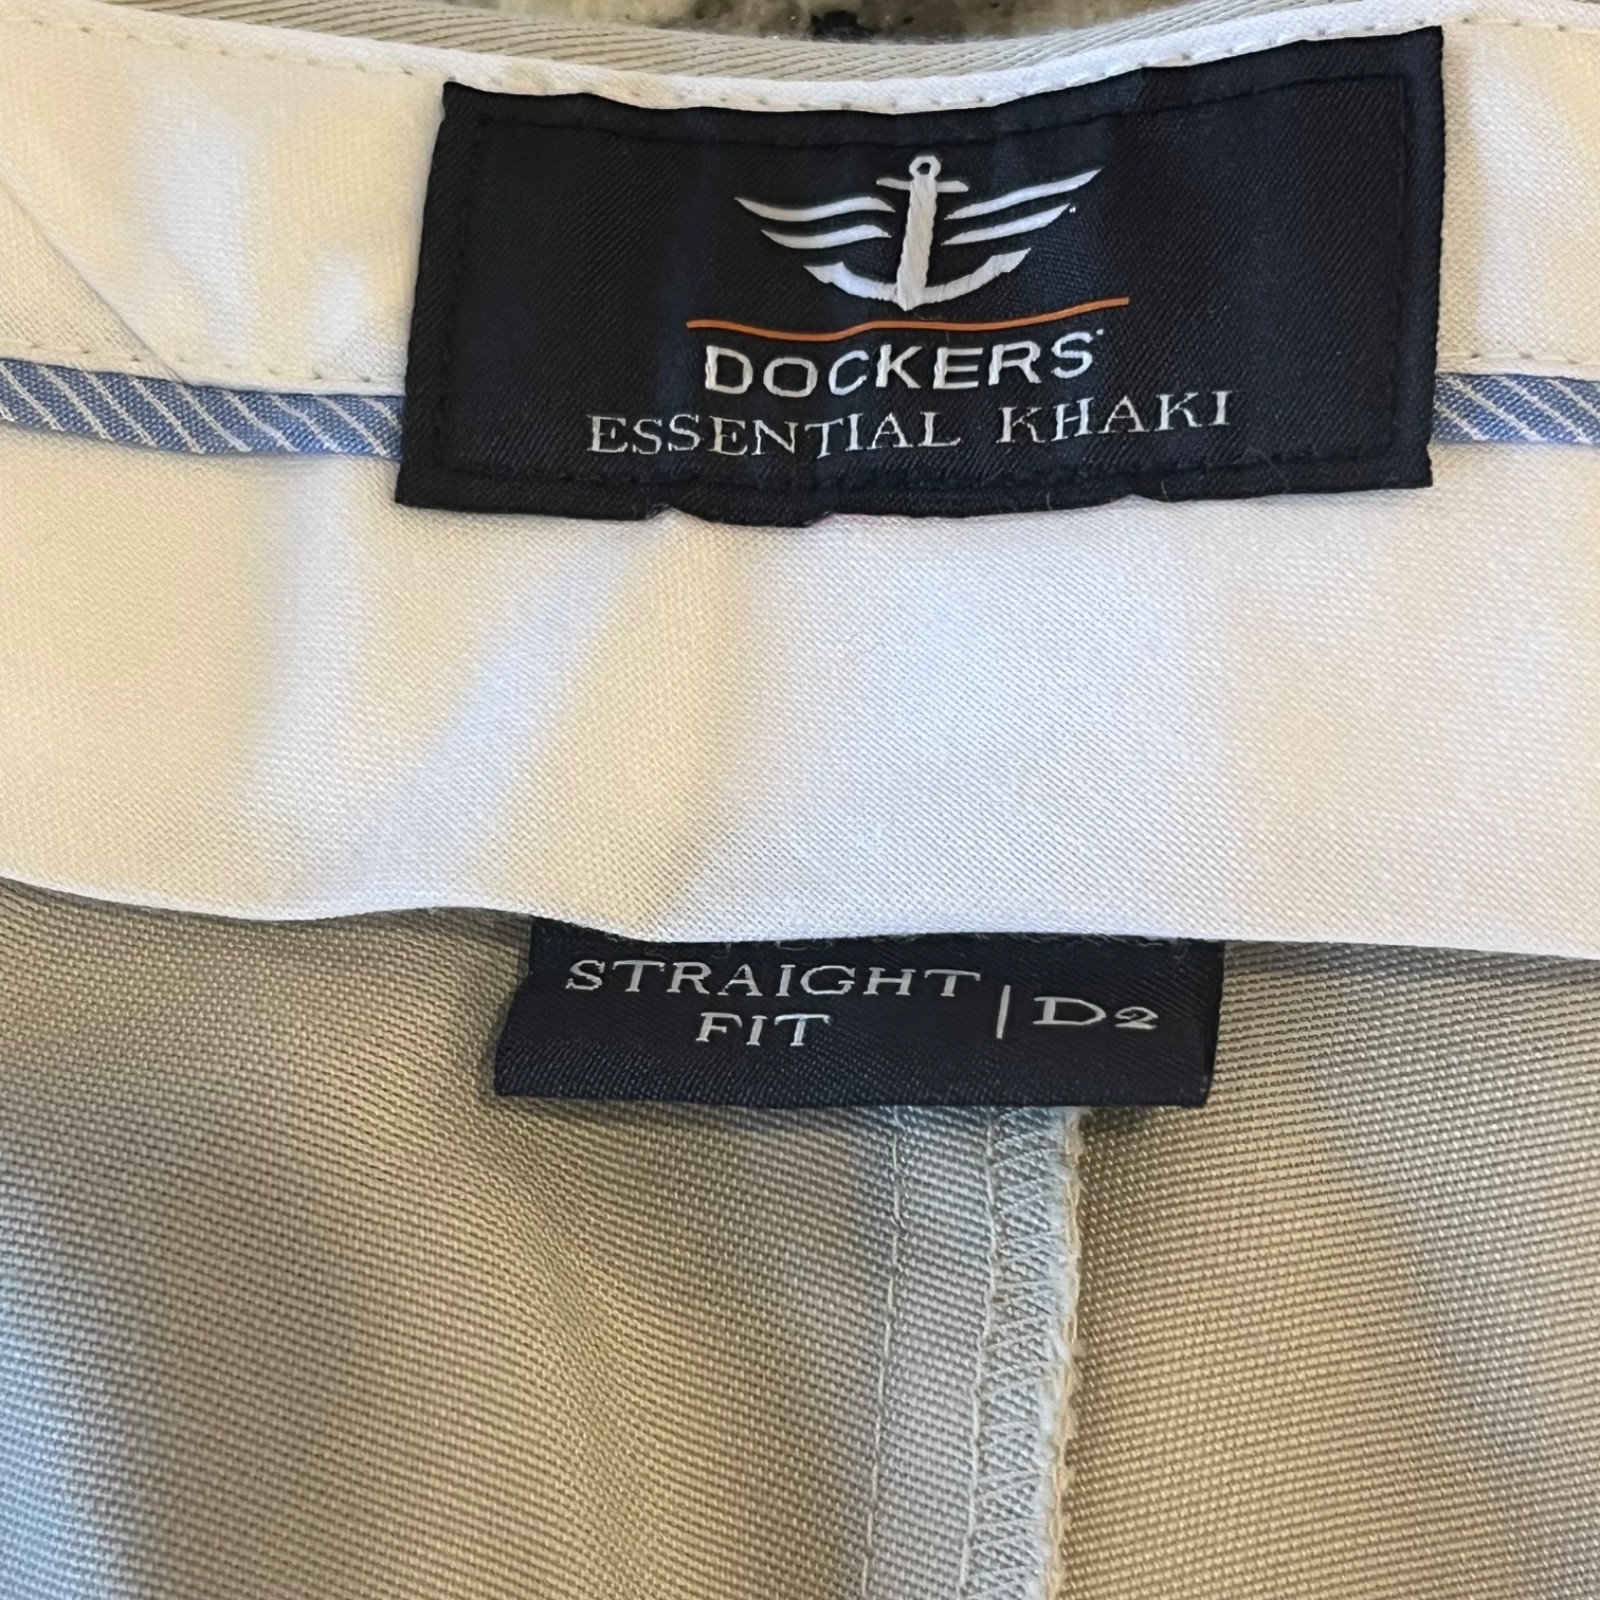 DOCKERS
ESSENTIAL KHAKI
STRAIGHT
FIT | D2